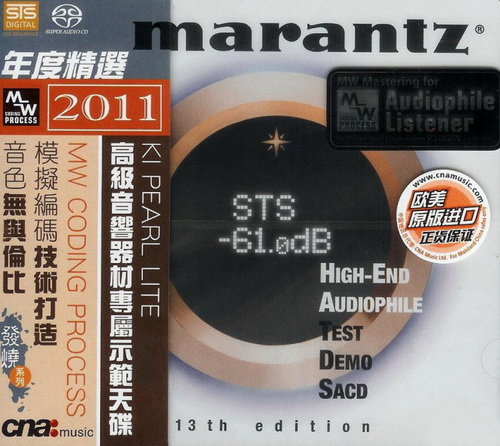 STS
DIGITAL
SUPER AUDIO CD
年度精選
MW
CODING
PROCESS
2011
KI PEARL LITE
高級音響器材專屬示範天碟
MW CODING PROCESS
模擬編碼技術打造
音色無與倫比
發燒
系列
cna:music
marantz®
MW Mastering for
MW
CODING
PROCESS
Audiophile
Listener
www.cnamusic.com
欧美
原版进口
正货保证
STS
-61.0dB
HIGH-END
AUDIOPHILE
TEST
DEMO
SACD
13th edition